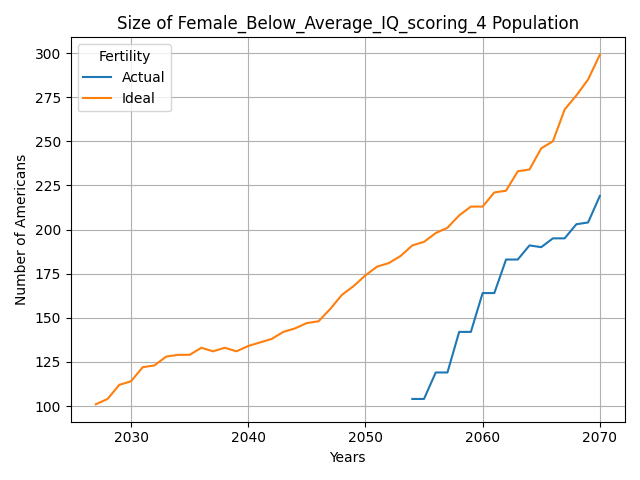 Size of Female_Below_Average_IQ_scoring_4 Population
Fertility
Actual
Ideal
Number of Americans
300
275
250
225
200
175
150
125
100
2030
2040
2050
2060
2070
Years